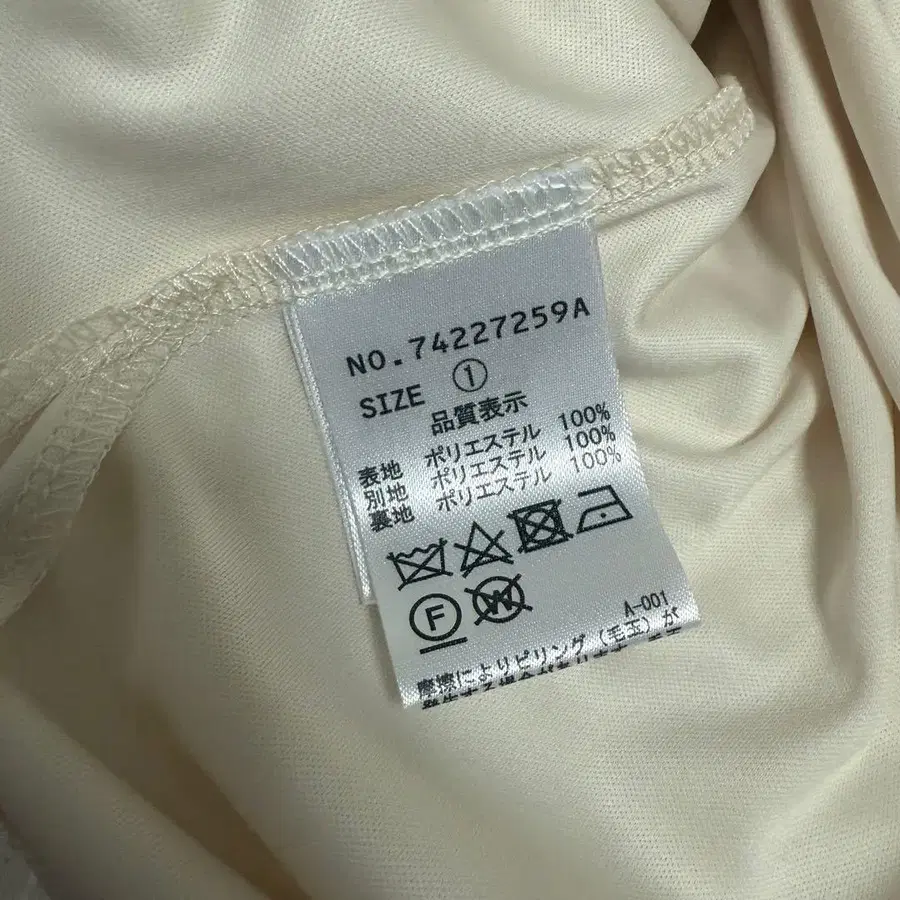 NO.74227259A
SIZE ①
品質表示
表地 ポリエステル 100%
別地 ポリエステル 100%
裏地 ポリエステル 100%
F W
A-001
摩擦によりピリング(毛玉)が